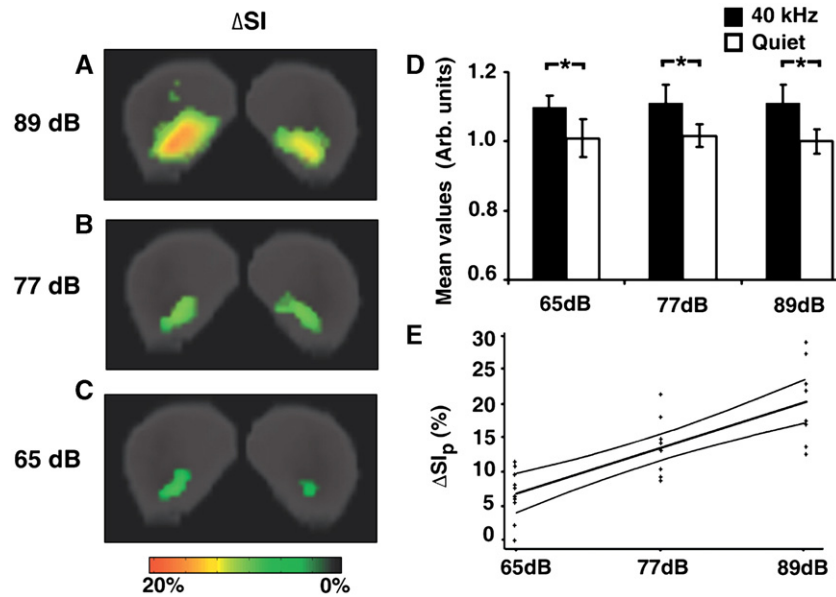 ΔSI
A
89 dB
B
77 dB
C
65 dB
20%
0%
40 kHz
Quiet
D
Mean values (Arb. units)
1.2
1.0
0.8
0.6
*
*
*
65dB
77dB
89dB
E
ΔSIp (%)
30
25
20
15
10
5
0
65dB
77dB
89dB